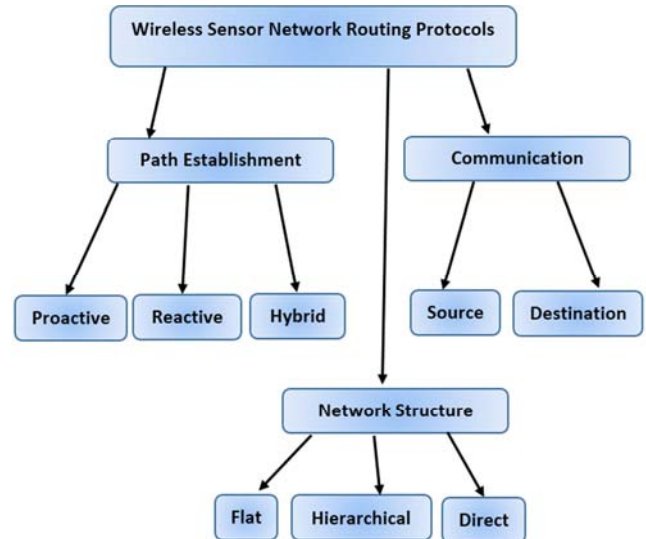 Wireless Sensor Network Routing Protocols
Path Establishment
Communication
Proactive
Reactive
Hybrid
Source
Destination
Network Structure
Flat
Hierarchical
Direct